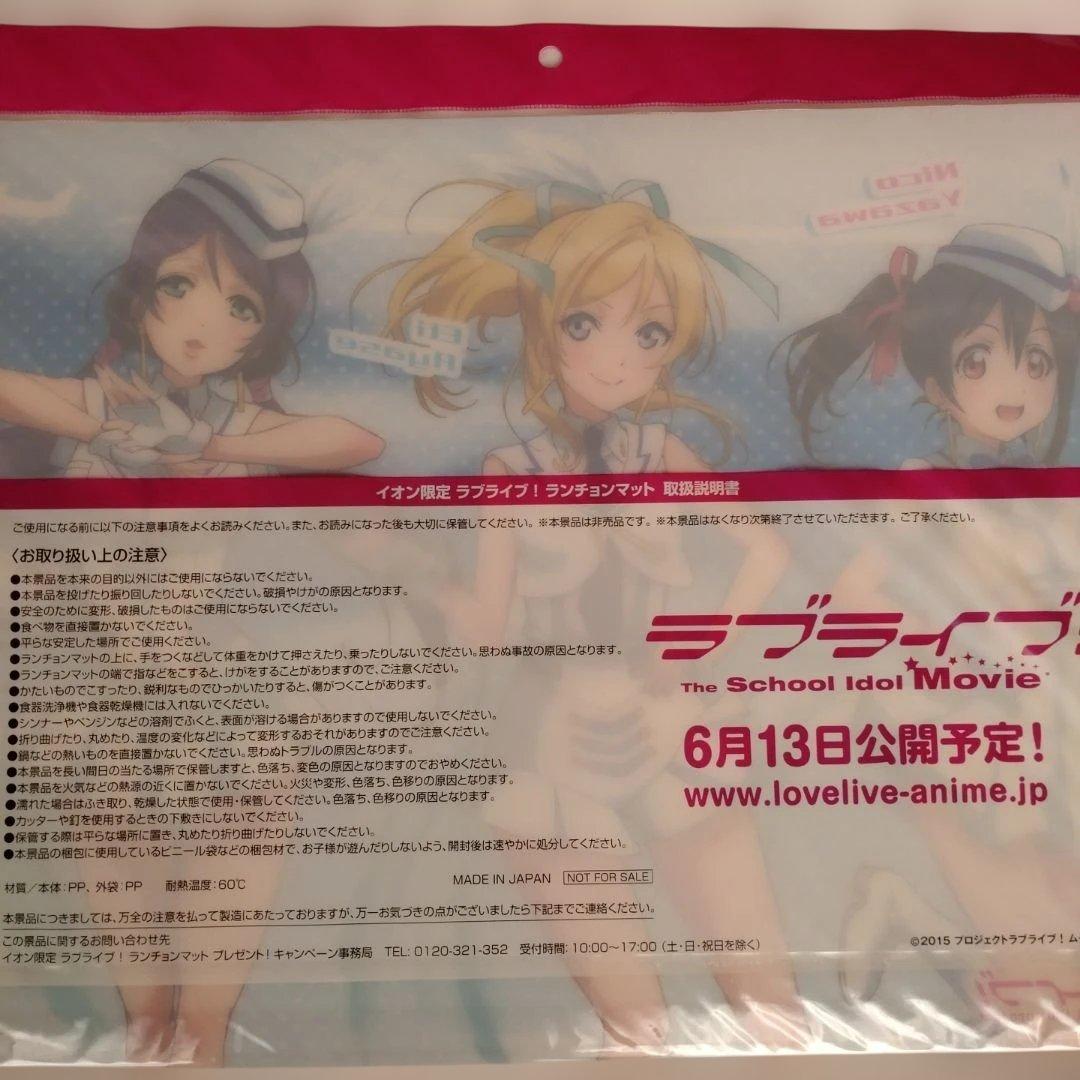 Nico
Yazawa
Eli
Ayase
イオン限定 ラブライブ! ランチョンマット 取扱説明書
ご使用になる前に以下の注意事項をよくお読みください。また、お読みになった後も大切に保管してください。※本景品は非売品です。※本景品はなくなり次第終了させていただきます。ご了承ください。
〈お取り扱い上の注意〉
●本景品を本来の目的以外にはご使用にならないでください。
●本景品を投げたり振り回したりしないでください。破損やけがの原因となります。
●安全のために変形、破損したものはご使用にならないでください。
●食べ物を直接置かないでください。
●平らな安定した場所でご使用ください。
●ランチョンマットの上に、手をつくなどして体重をかけて押さえたり、乗ったりしないでください。思わぬ事故の原因となります。
●ランチョンマットの端で指などをこすると、けがをすることがありますので、ご注意ください。
●かたいものでこすったり、鋭利なものでひっかいたりすると、傷がつくことがあります。
●食器洗浄機や食器乾燥機には入れないでください。
●シンナーやベンジンなどの溶剤でふくと、表面が溶ける場合がありますので使用しないでください。
●折り曲げたり、丸めたり、温度の変化などによって変形するおそれがありますのでご注意ください。
●鍋などの熱いものを直接置かないでください。思わぬトラブルの原因となります。
●本景品を長い間日の当たる場所で保管しますと、色落ち、変色の原因となりますのでおやめください。
●本景品を火気などの熱源の近くに置かないでください。火災や変形、色落ち、色移りの原因となります。
●濡れた場合はふき取り、乾燥した状態で使用・保管してください。色落ち、色移りの原因となります。
●カッターや釘を使用するときの下敷きにしないでください。
●保管する際は平らな場所に置き、丸めたり折り曲げたりしないでください。
●本景品の梱包に使用しているビニール袋などの梱包材で、お子様が遊んだりしないよう、開封後は速やかに処分してください。
材質/本体:PP、外袋:PP 耐熱温度:60℃
MADE IN JAPAN NOT FOR SALE
本景品につきましては、万全の注意を払って製造にあたっておりますが、万一お気づきの点がございましたら下記までご連絡ください。
この景品に関するお問い合わせ先
イオン限定 ラブライブ! ランチョンマット プレゼント! キャンペーン事務局 TEL: 0120-321-352 受付時間: 10:00〜17:00 (土・日・祝日を除く)
ラブライブ!
The School Idol Movie
6月13日公開予定!
www.lovelive-anime.jp
©2015 プロジェクトラブライブ! ム